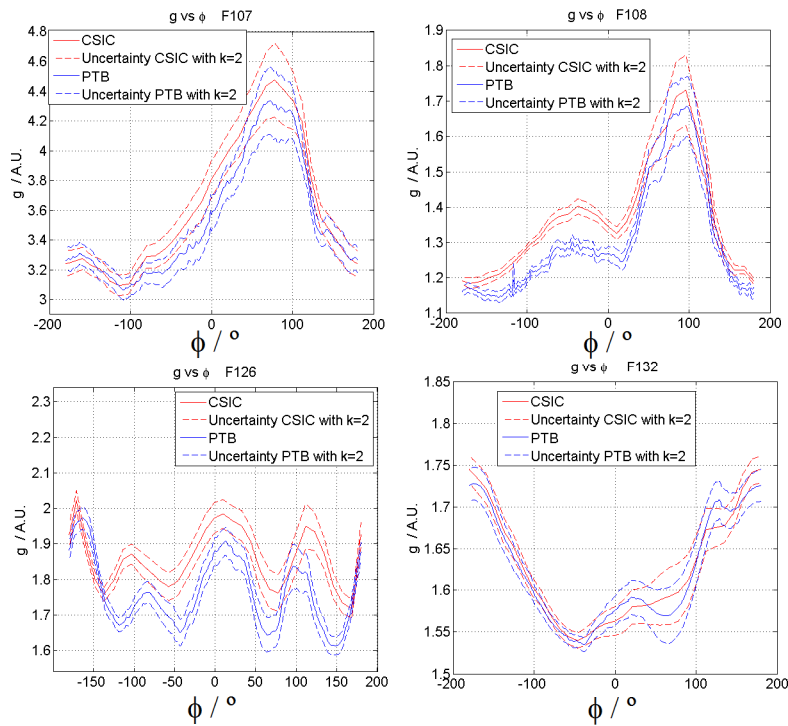 g vs ϕ F107
CSIC
Uncertainty CSIC with k=2
PTB
Uncertainty PTB with k=2
g / A.U.
4.8
4.6
4.4
4.2
4
3.8
3.6
3.4
3.2
3
-200 -100 0 100 200
ϕ / º
g vs ϕ F108
CSIC
Uncertainty CSIC with k=2
PTB
Uncertainty PTB with k=2
g / A.U.
1.9
1.8
1.7
1.6
1.5
1.4
1.3
1.2
1.1
-200 -100 0 100 200
ϕ / º
g vs ϕ F126
CSIC
Uncertainty CSIC with k=2
PTB
Uncertainty PTB with k=2
g / A.U.
2.3
2.2
2.1
2
1.9
1.8
1.7
1.6
-150 -100 -50 0 50 100 150
ϕ / º
g vs ϕ F132
CSIC
Uncertainty CSIC with k=2
PTB
Uncertainty PTB with k=2
g / A.U.
1.85
1.8
1.75
1.7
1.65
1.6
1.55
1.5
-200 -100 0 100 200
ϕ / º